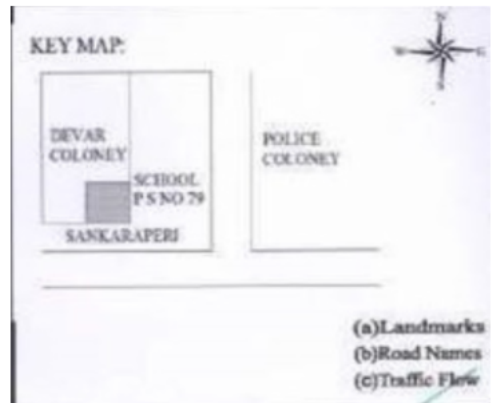 KEY MAP:
N
W
S
DEVAR
COLONEY
POLICE
COLONEY
SCHOOL
P S NO 79
SANKARAPERI
(a)Landmarks
(b)Road Names
(c)Traffic Flow